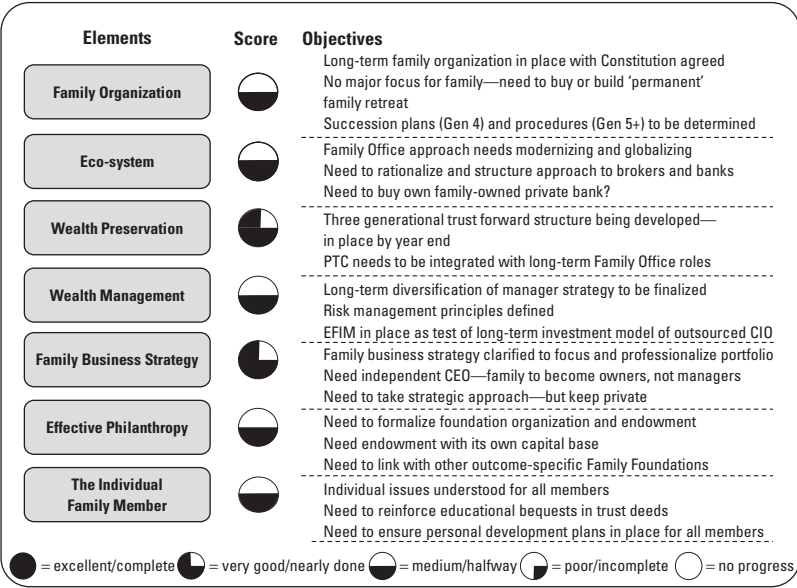 Elements Score Objectives
Family Organization
Long-term family organization in place with Constitution agreed
No major focus for family—need to buy or build ‘permanent’
family retreat
Succession plans (Gen 4) and procedures (Gen 5+) to be determined
Eco-system
Family Office approach needs modernizing and globalizing
Need to rationalize and structure approach to brokers and banks
Need to buy own family-owned private bank?
Wealth Preservation
Three generational trust forward structure being developed—
in place by year end
PTC needs to be integrated with long-term Family Office roles
Wealth Management
Long-term diversification of manager strategy to be finalized
Risk management principles defined
EFIM in place as test of long-term investment model of outsourced CIO
Family Business Strategy
Family business strategy clarified to focus and professionalize portfolio
Need independent CEO—family to become owners, not managers
Need to take strategic approach—but keep private
Effective Philanthropy
Need to formalize foundation organization and endowment
Need endowment with its own capital base
Need to link with other outcome-specific Family Foundations
The Individual
Family Member
Individual issues understood for all members
Need to reinforce educational bequests in trust deeds
Need to ensure personal development plans in place for all members
= excellent/complete = very good/nearly done = medium/halfway = poor/incomplete = no progress